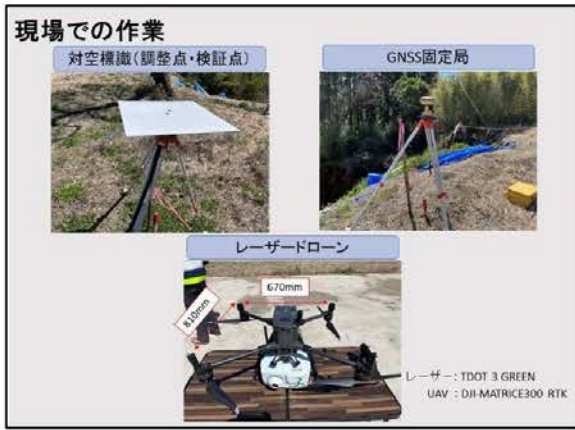 現場での作業
対空標識(調整点・検証点)
GNSS固定局
レーザードローン
670mm
810mm
レーザー: TDOT 3 GREEN
UAV : DJI-MATRICE300 RTK